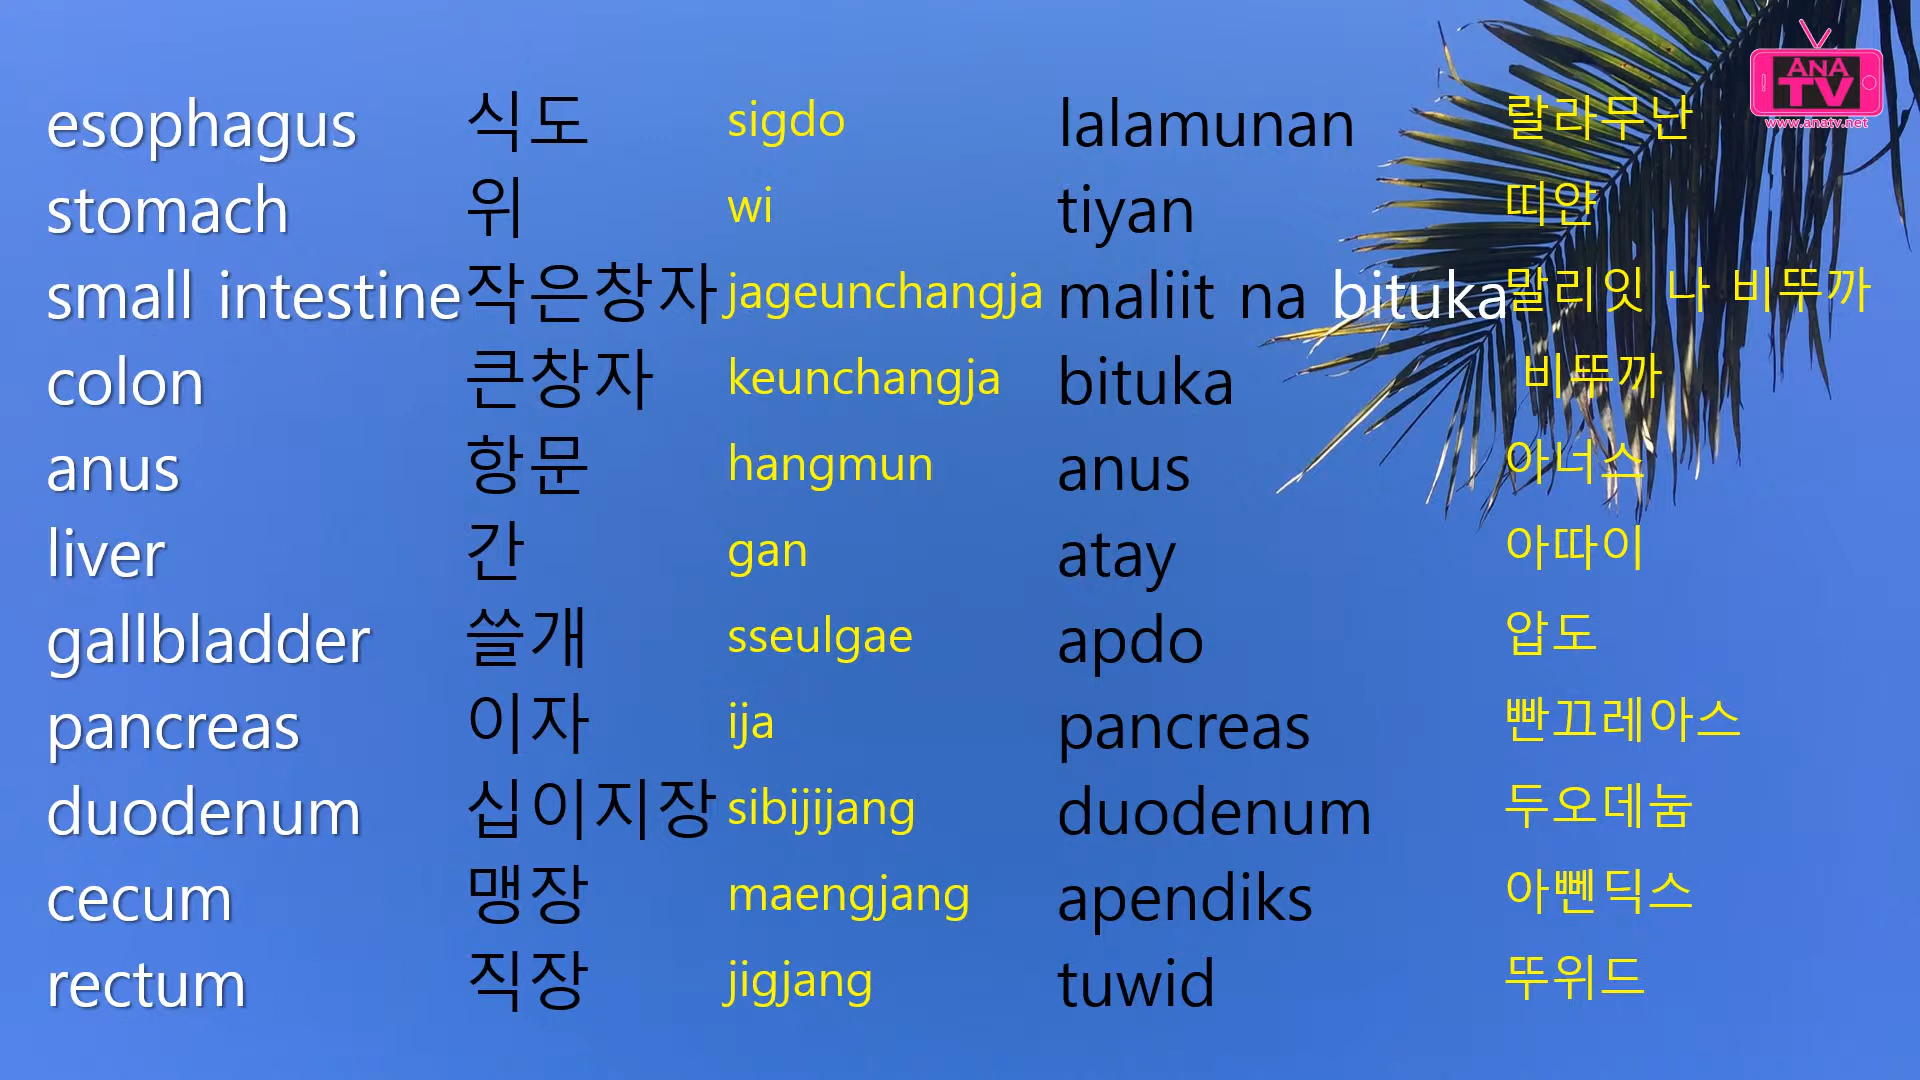 ANA
TV
www.anatv.net
esophagus 식도 sigdo lalamunan 랄라무난
stomach 위 wi tiyan 띠얀
small intestine 작은창자 jageunchangja maliit na bituka 말리잇 나 비뚜까
colon 큰창자 keunchangja bituka 비뚜까
anus 항문 hangmun anus 아너스
liver 간 gan atay 아따이
gallbladder 쓸개 sseulgae apdo 압도
pancreas 이자 ija pancreas 빤끄레아스
duodenum 십이지장 sibijijang duodenum 두오데눔
cecum 맹장 maengjang apendiks 아뻰딕스
rectum 직장 jigjang tuwid 뚜위드